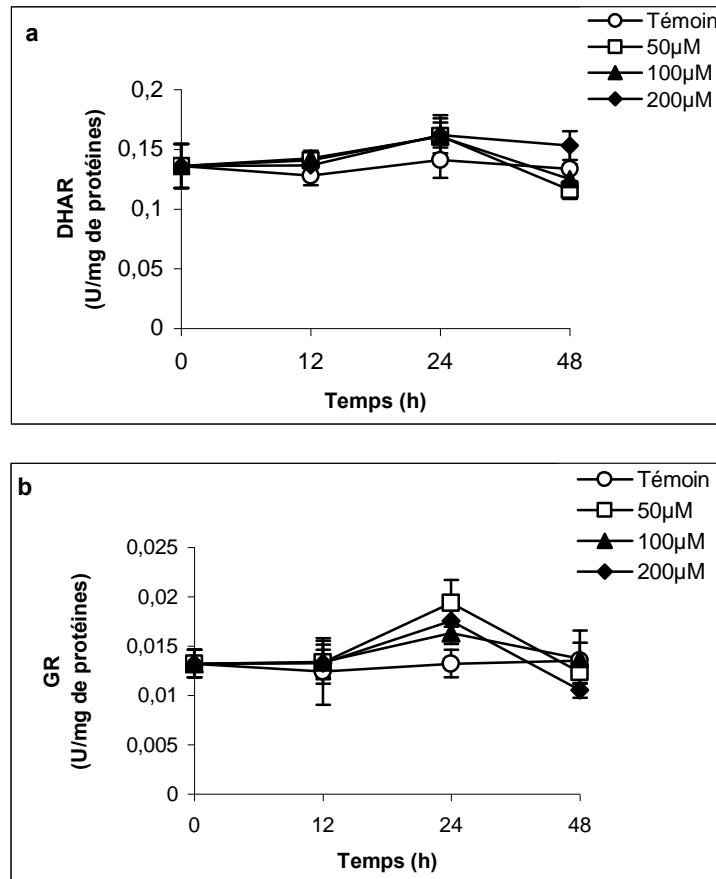 a
Témoin
50µM
100µM
200µM
0,2
0,15
0,1
0,05
0
DHAR
(U/mg de protéines)
0
12
24
48
Temps (h)
b
Témoin
50µM
100µM
200µM
0,025
0,02
0,015
0,01
0,005
0
GR
(U/mg de protéines)
0
12
24
48
Temps (h)